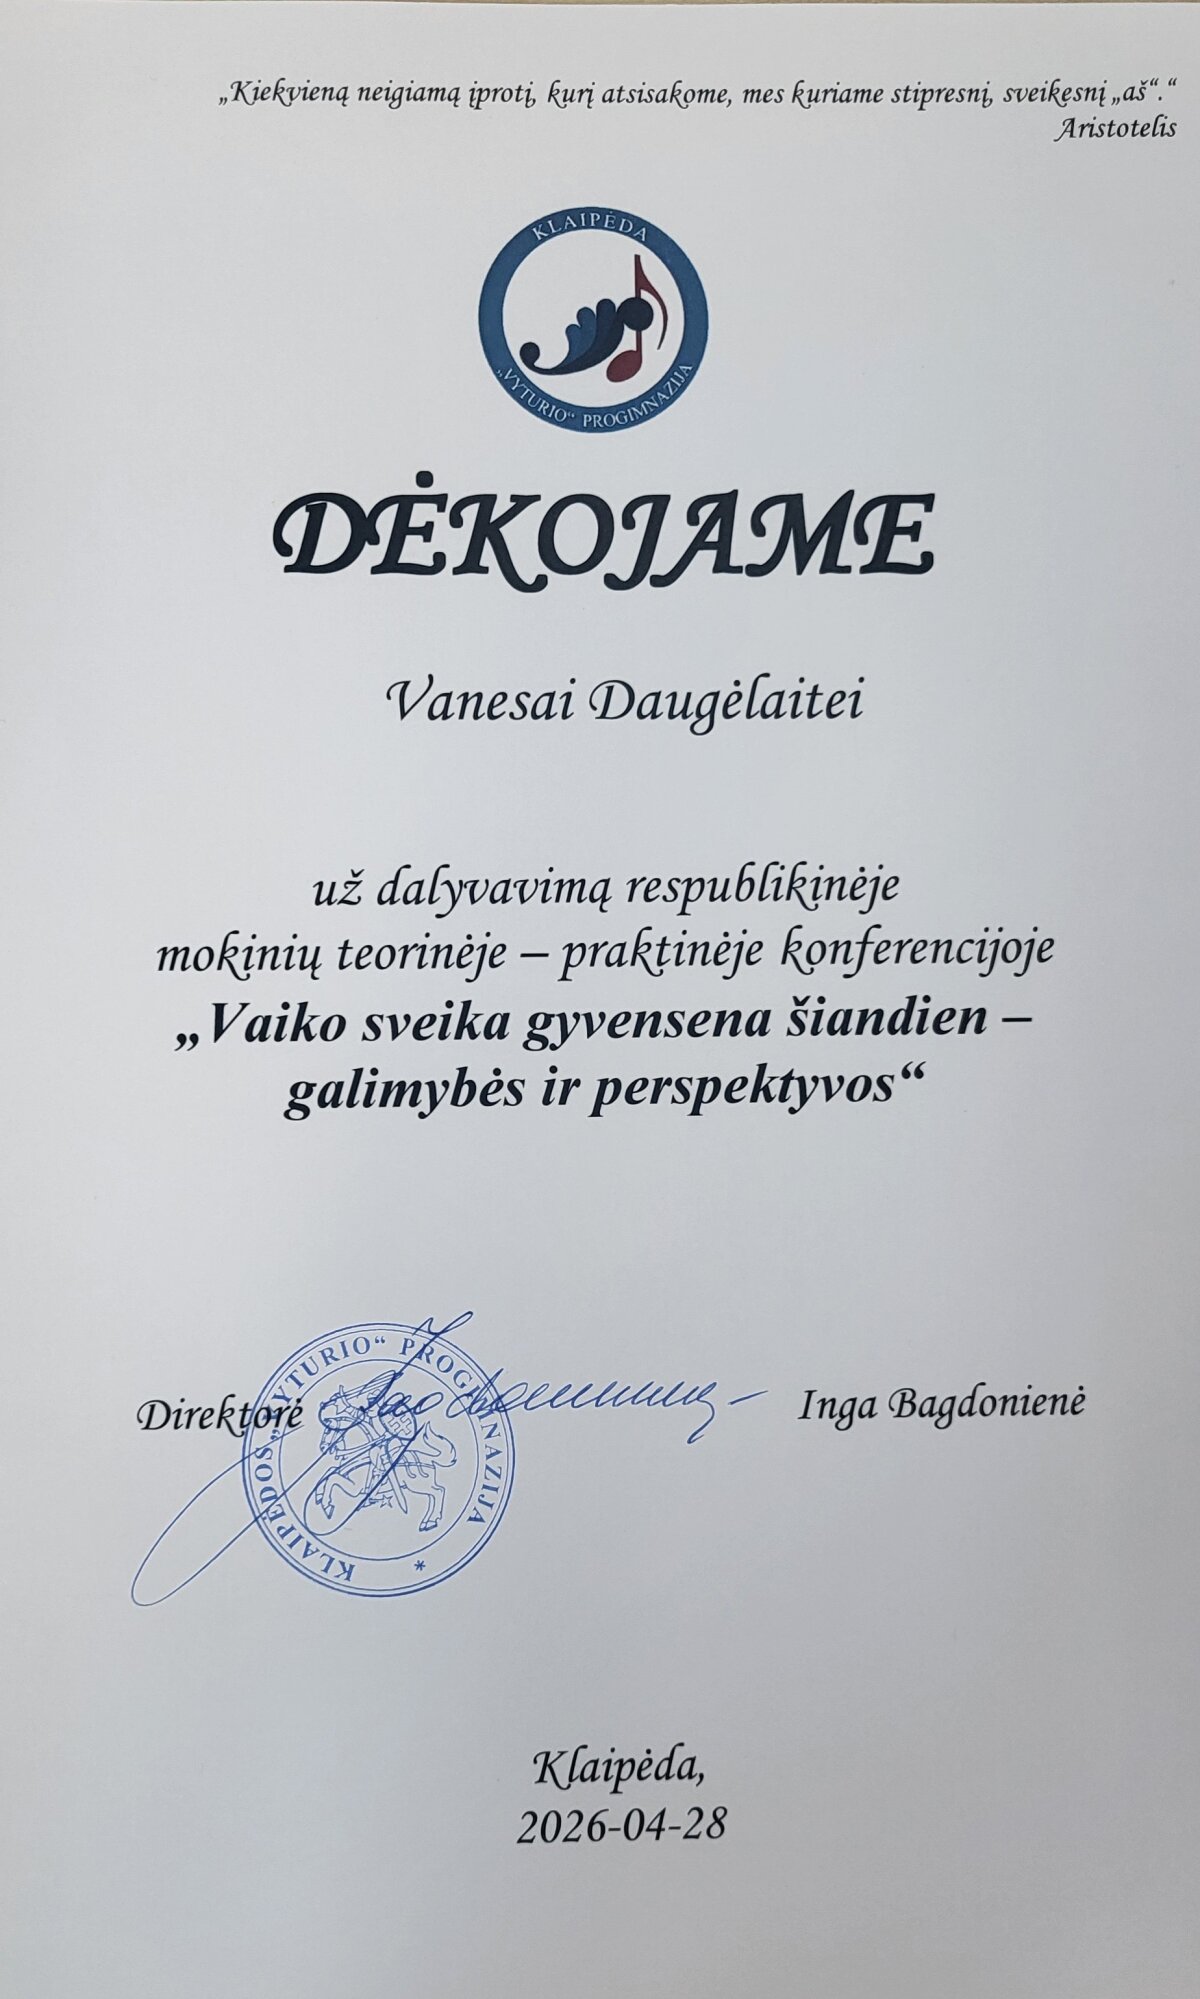 „Kiekvieną neigiamą įprotį, kurį atsisakome, mes kuriame stipresnį, sveikesnį „aš“.“
Aristotelis
KLAIPĖDA
„VYTURIO“ PROGIMNAZIJA
DĖKOJAME
Vanesai Daugėlaitei
už dalyvavimą respublikinėje
mokinių teorinėje – praktinėje konferencijoje
„Vaiko sveika gyvensena šiandien –
galimybės ir perspektyvos“
Direktorė Inga Bagdonienė
KLAIPĖDOS „VYTURIO“ PROGIMNAZIJA *
Klaipėda,
2026-04-28